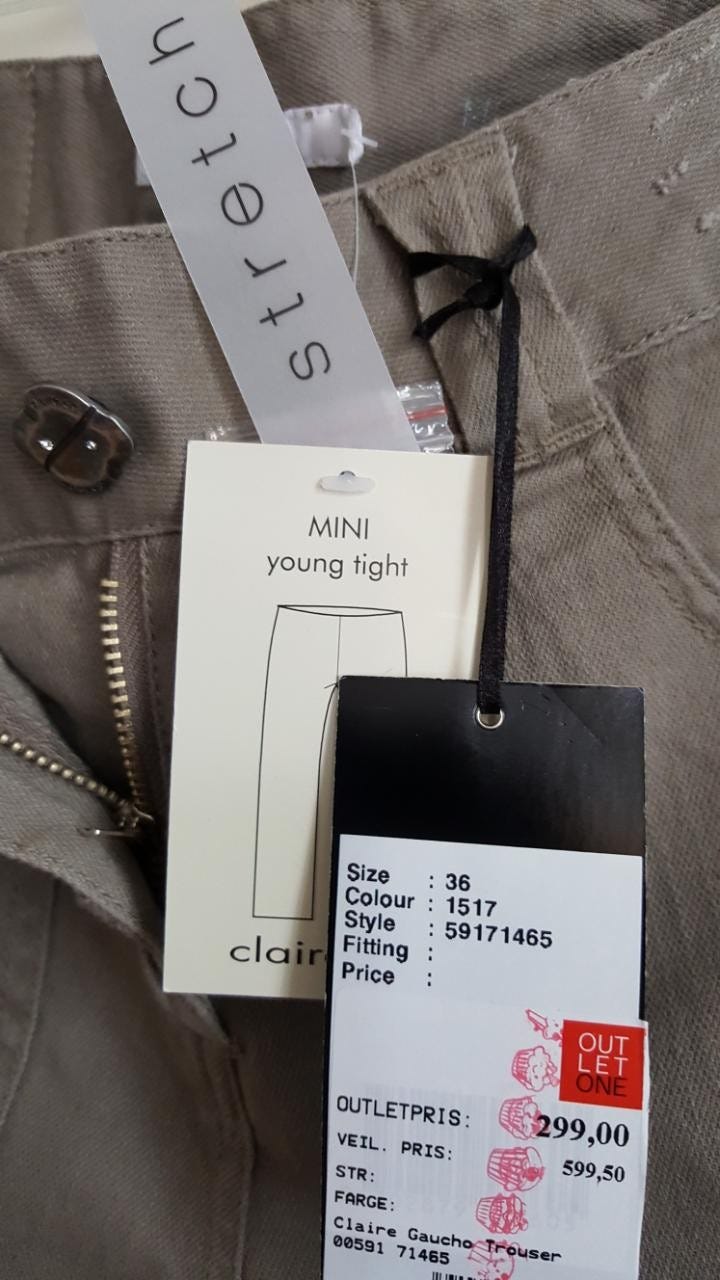 Stretch
MINI
young tight
clair
Size : 36
Colour : 1517
Style : 59171465
Fitting :
Price :
OUT
LET
ONE
OUTLETPRIS: 299,00
VEIL. PRIS: 599,50
STR:
FARGE:
Claire Gaucho Trouser
00591 71465